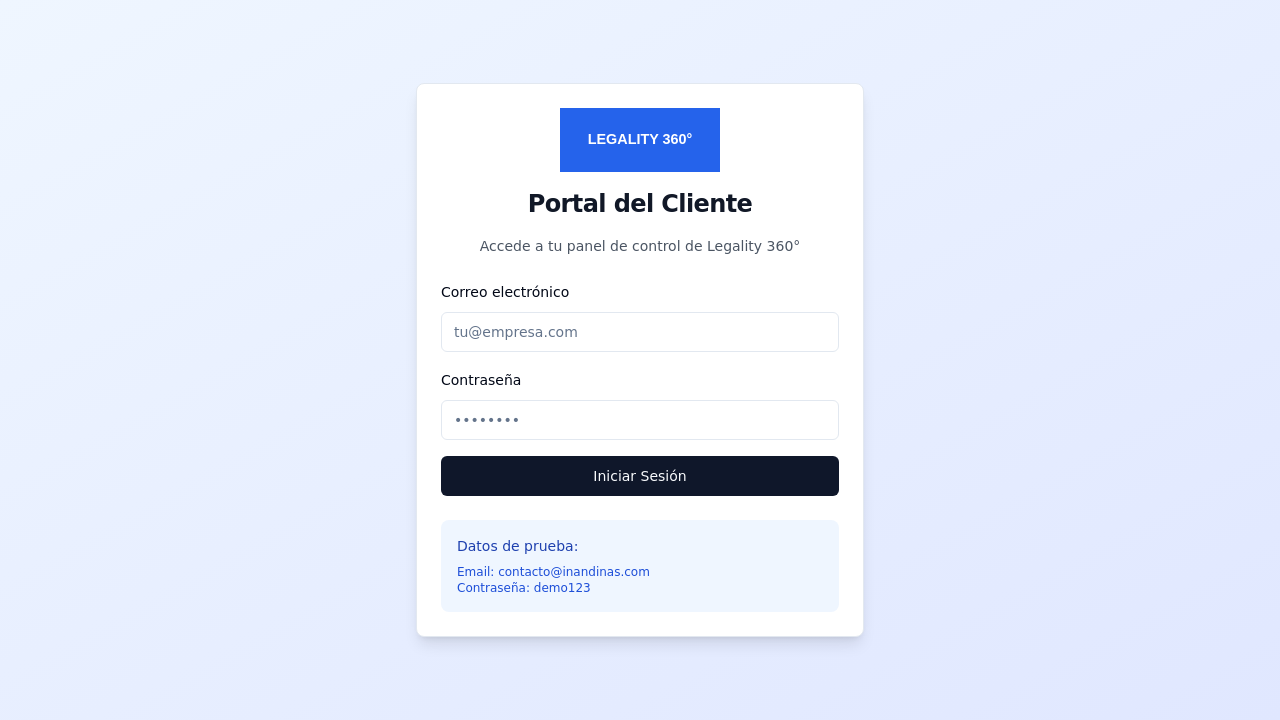 LEGALITY 360°
Portal del Cliente
Accede a tu panel de control de Legality 360°
Correo electrónico
tu@empresa.com
Contraseña
••••••••
Iniciar Sesión
Datos de prueba:
Email: contacto@inandinas.com
Contraseña: demo123